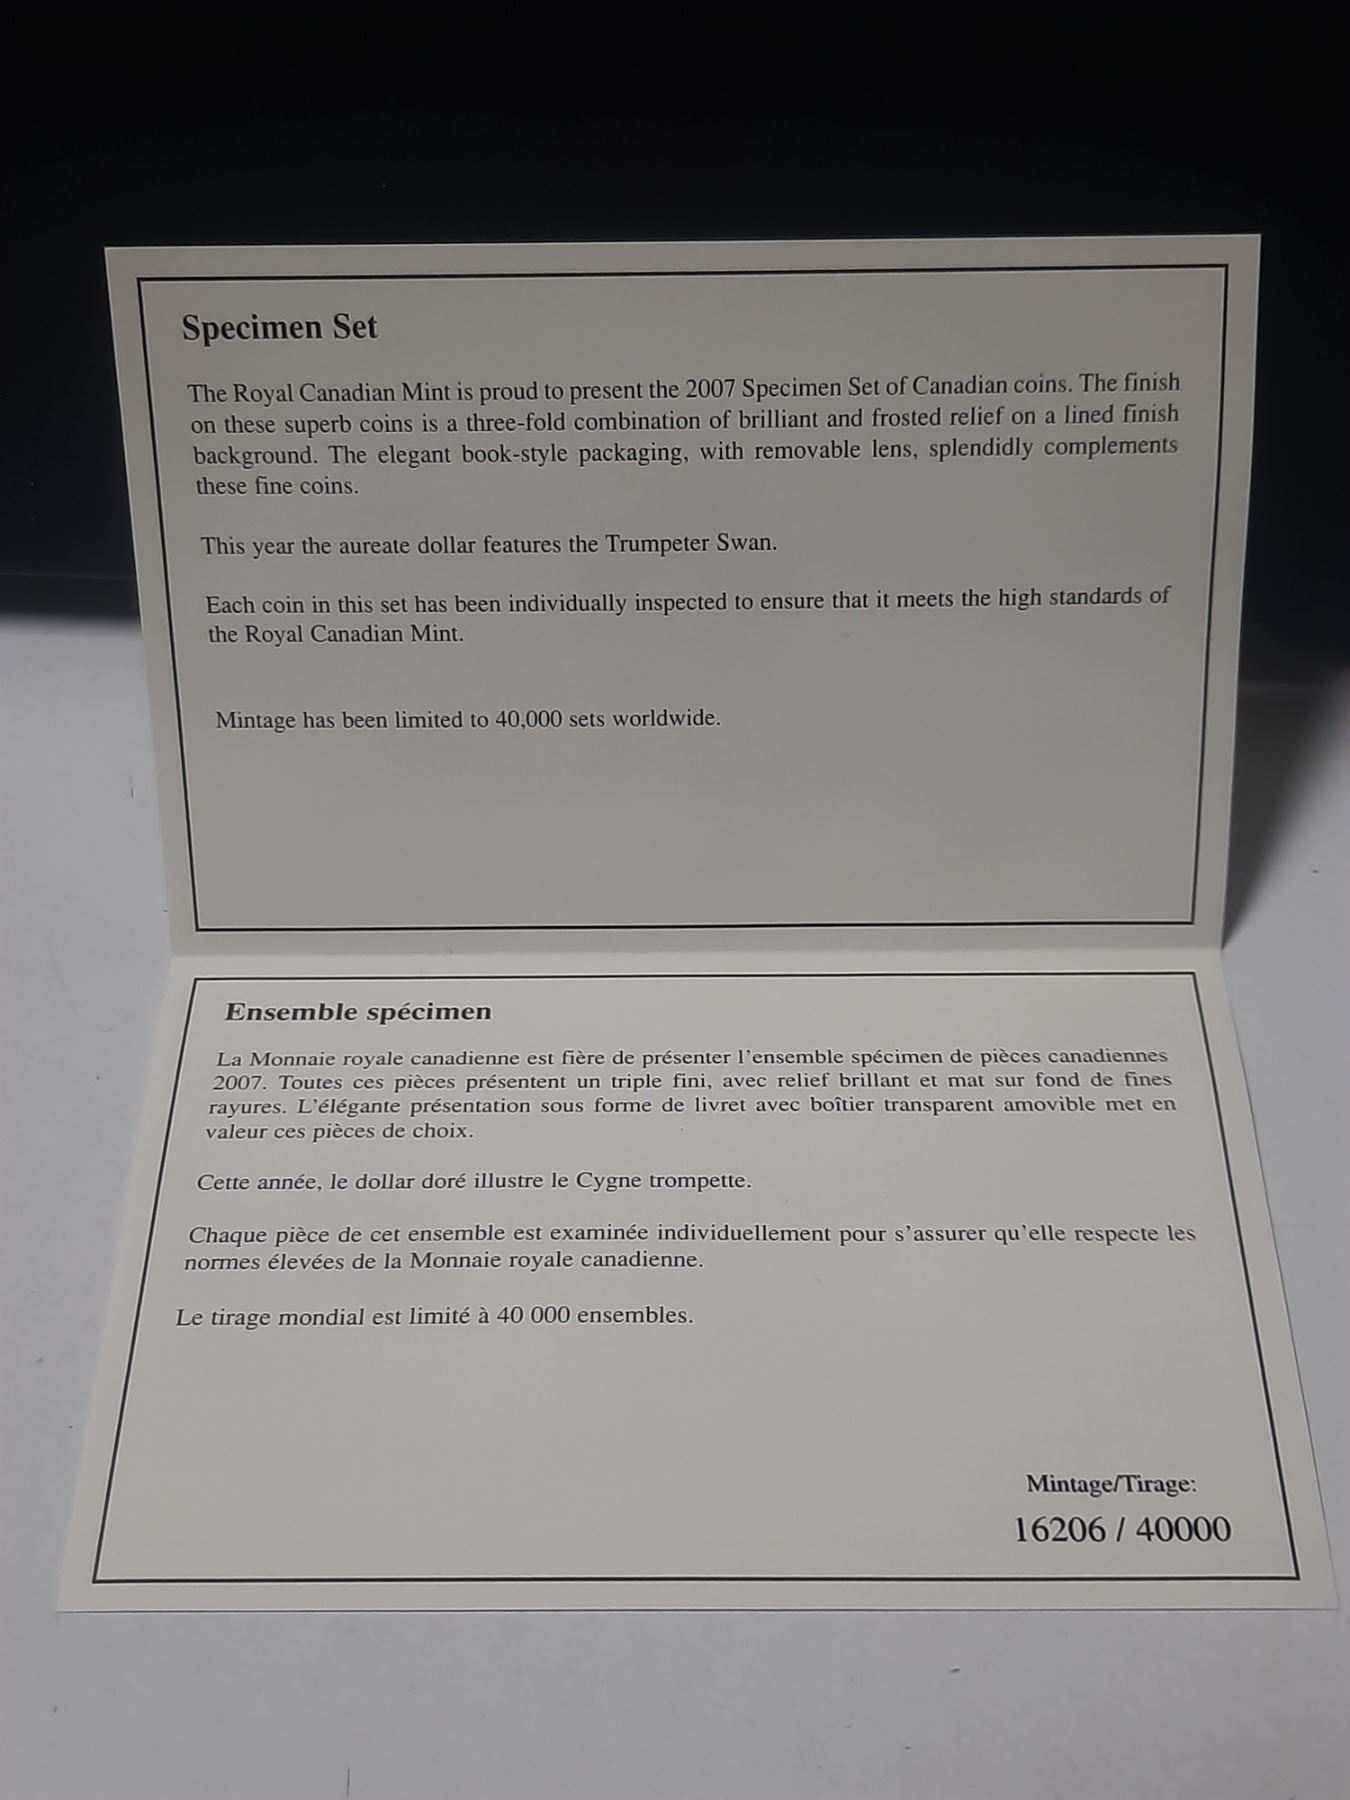 Specimen Set
The Royal Canadian Mint is proud to present the 2007 Specimen Set of Canadian coins. The finish
on these superb coins is a three-fold combination of brilliant and frosted relief on a lined finish
background. The elegant book-style packaging, with removable lens, splendidly complements
these fine coins.
This year the aureate dollar features the Trumpeter Swan.
Each coin in this set has been individually inspected to ensure that it meets the high standards of
the Royal Canadian Mint.
Mintage has been limited to 40,000 sets worldwide.
Ensemble spécimen
La Monnaie royale canadienne est fière de présenter l'ensemble spécimen de pièces canadiennes
2007. Toutes ces pièces présentent un triple fini, avec relief brillant et mat sur fond de fines
rayures. L'élégante présentation sous forme de livret avec boîtier transparent amovible met en
valeur ces pièces de choix.
Cette année, le dollar doré illustre le Cygne trompette.
Chaque pièce de cet ensemble est examinée individuellement pour s'assurer qu'elle respecte les
normes élevées de la Monnaie royale canadienne.
Le tirage mondial est limité à 40 000 ensembles.
Mintage/Tirage:
16206 / 40000